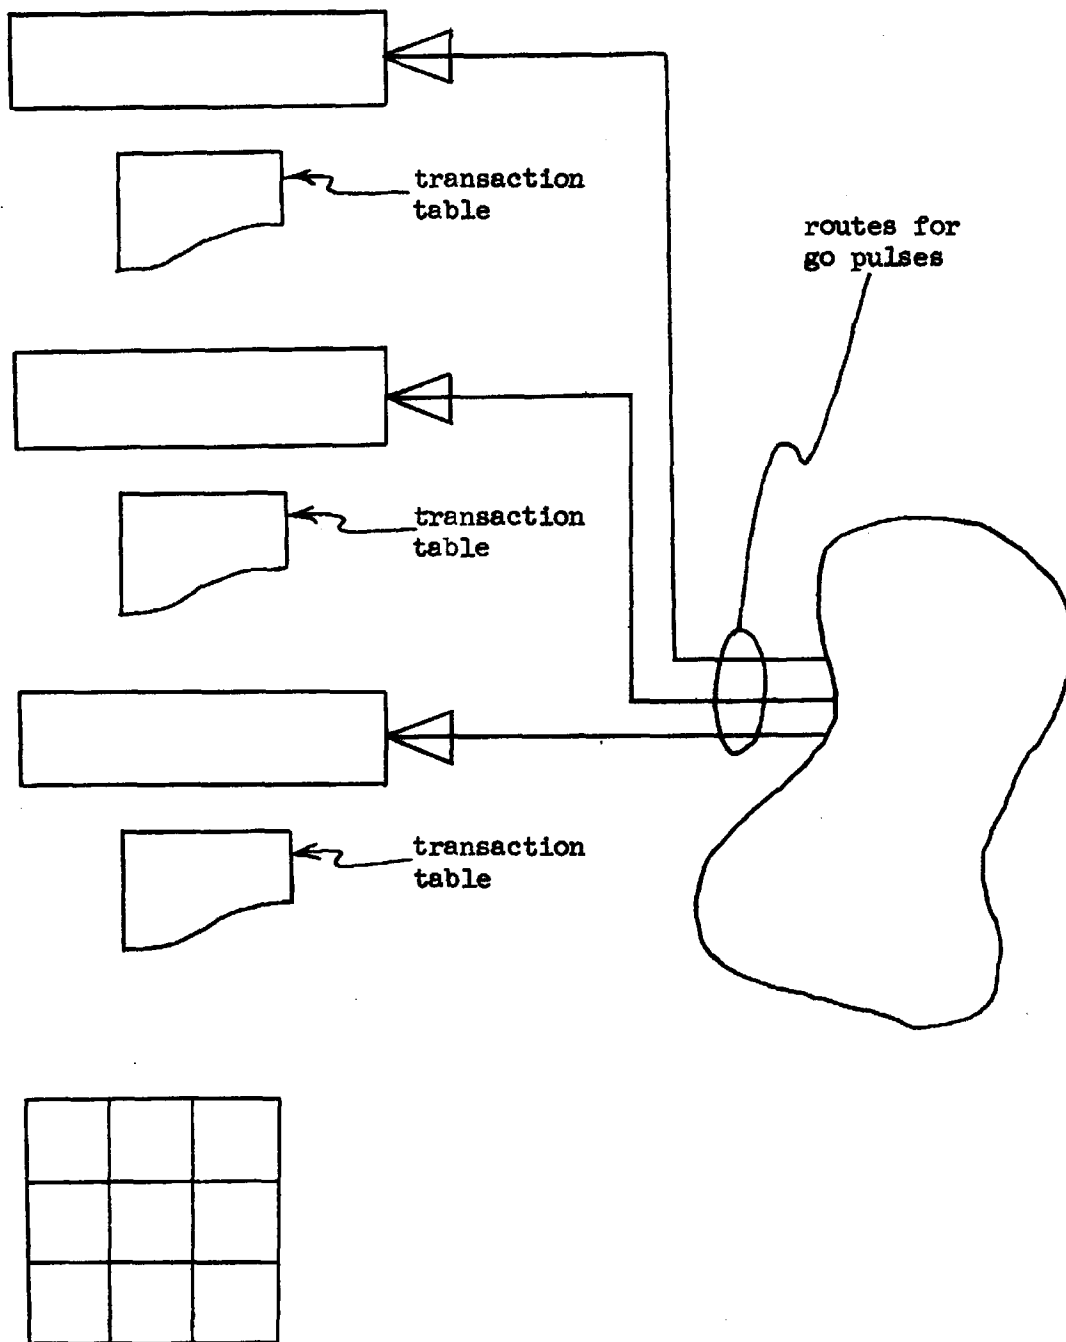 transaction
table
routes for
go pulses
transaction
table
transaction
table